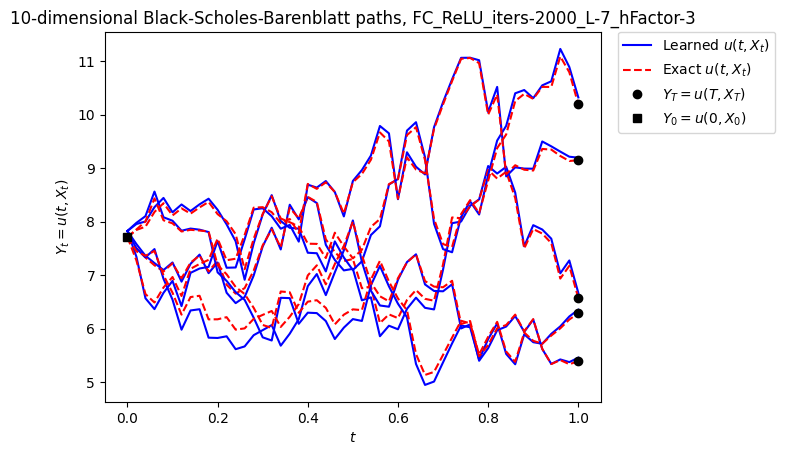 10-dimensional Black-Scholes-Barenblatt paths, FC_ReLU_iters-2000_L-7_hFactor-3
Learned u(t, X_t)
Exact u(t, X_t)
Y_T = u(T, X_T)
Y_0 = u(0, X_0)
Y_t = u(t, X_t)
11
10
9
8
7
6
5
0.0 0.2 0.4 0.6 0.8 1.0
t